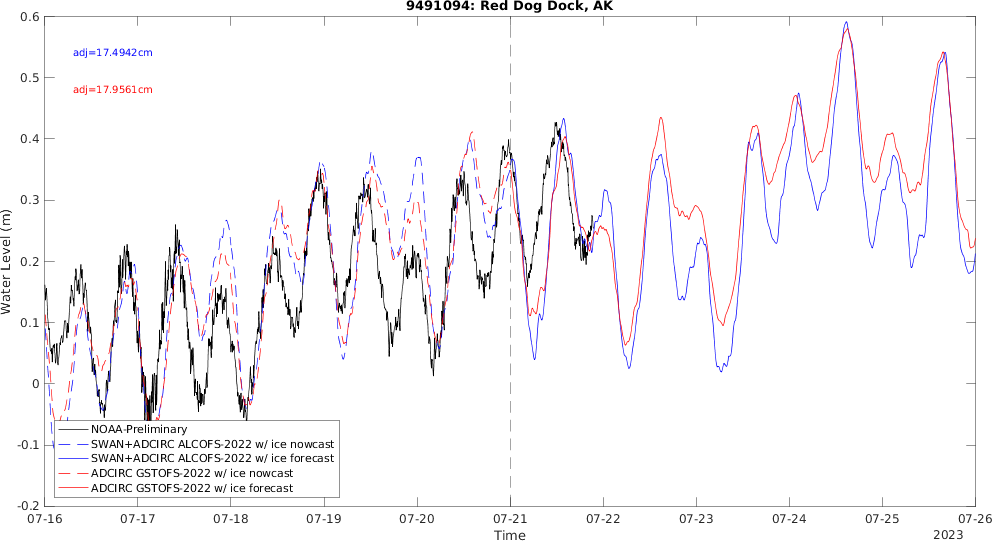 9491094: Red Dog Dock, AK
adj=17.4942cm
adj=17.9561cm
Water Level (m)
0.6
0.5
0.4
0.3
0.2
0.1
0
-0.1
-0.2
NOAA-Preliminary
SWAN+ADCIRC ALCOFS-2022 w/ ice nowcast
SWAN+ADCIRC ALCOFS-2022 w/ ice forecast
ADCIRC GSTOFS-2022 w/ ice nowcast
ADCIRC GSTOFS-2022 w/ ice forecast
07-16 07-17 07-18 07-19 07-20 07-21 07-22 07-23 07-24 07-25 07-26
Time
2023